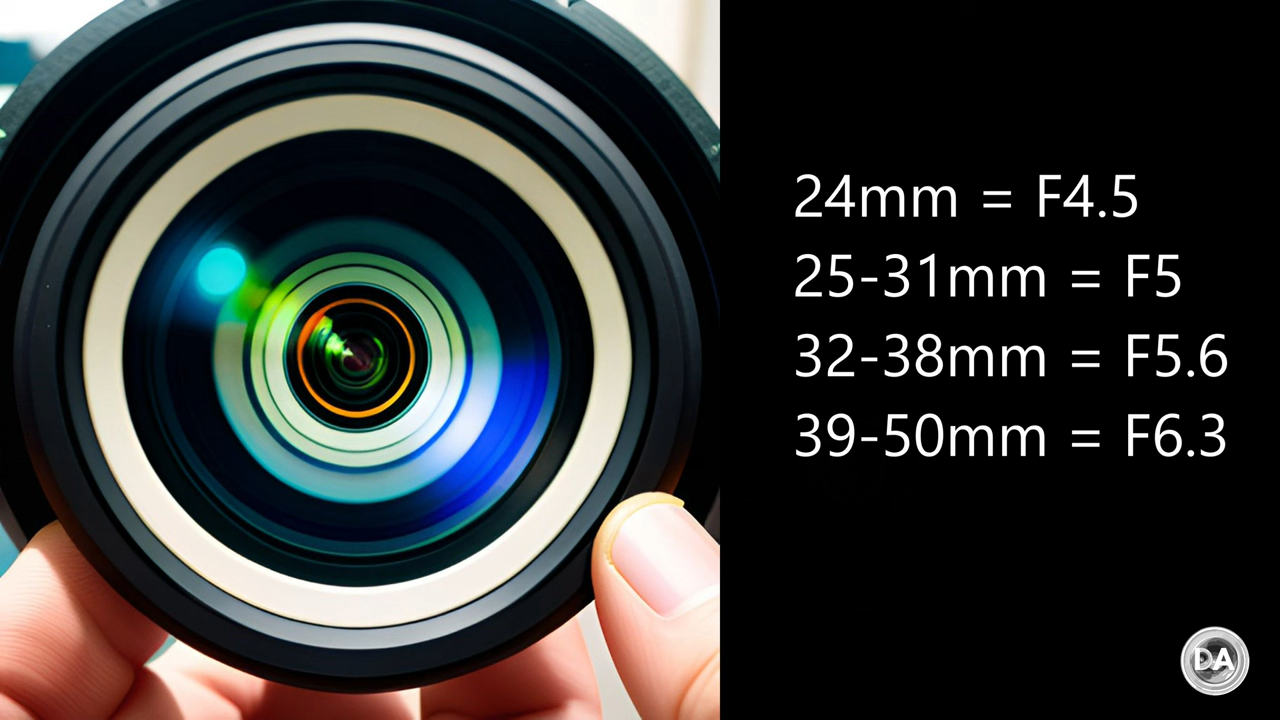 24mm = F4.5
25-31mm = F5
32-38mm = F5.6
39-50mm = F6.3
DA